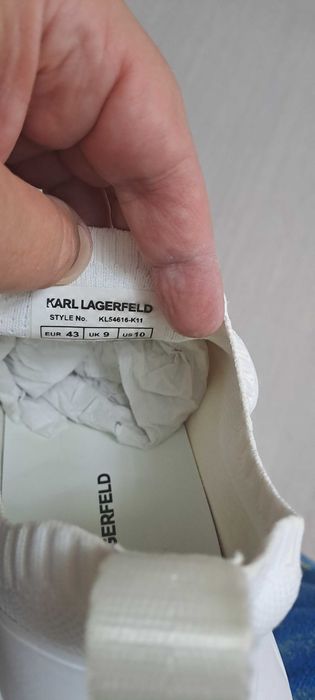 KARL LAGERFELD
STYLE No. KL54616-K11
EUR 43 UK 9 US 10
GERFELD